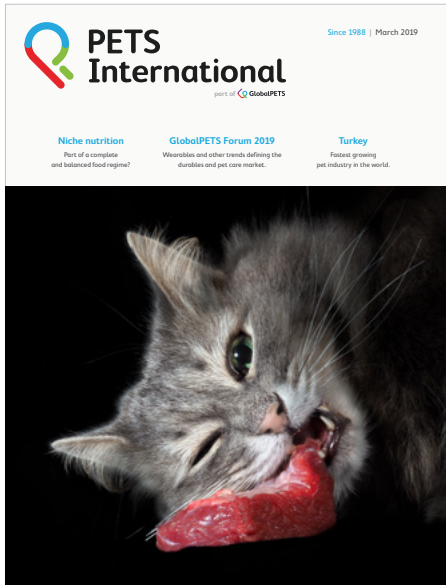 Since 1988 | March 2019
PETS
International
part of GlobalPETS
Niche nutrition
Part of a complete
and balanced food regime?
GlobalPETS Forum 2019
Wearables and other trends defining the
durables and pet care market.
Turkey
Fastest growing
pet industry in the world.